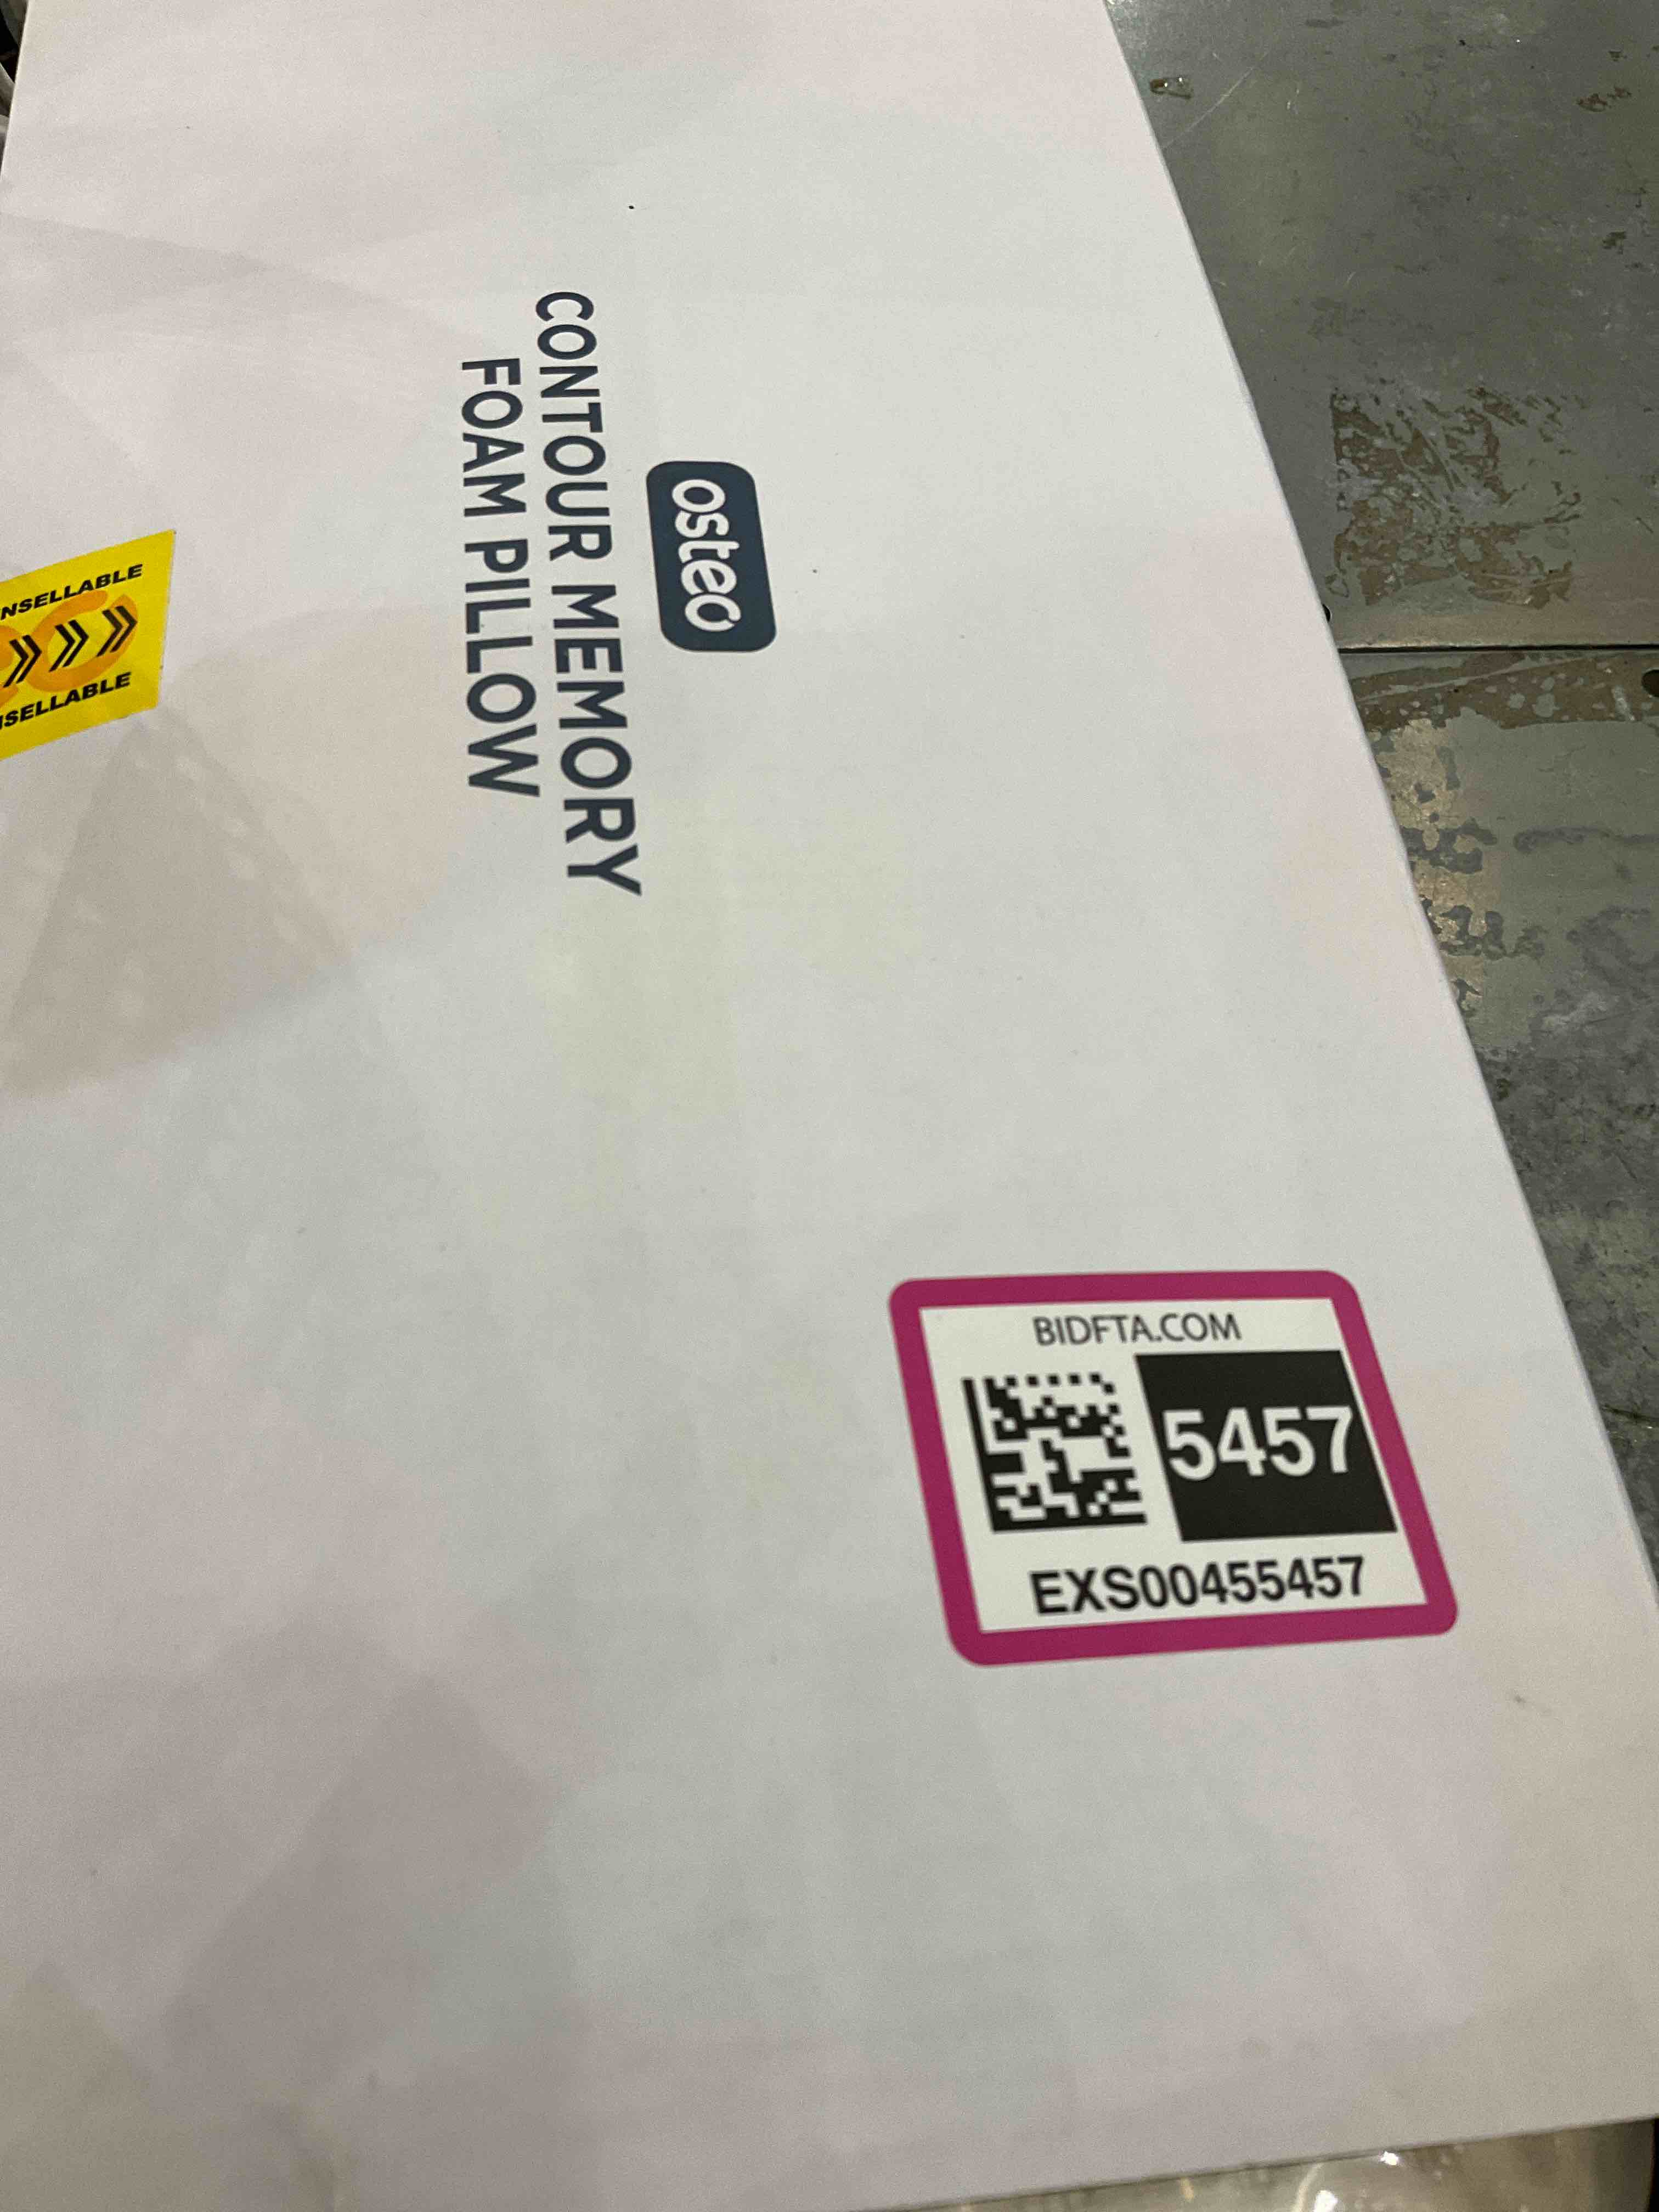 osteo
CONTOUR MEMORY
FOAM PILLOW
BIDFTA.COM
5457
EXS00455457